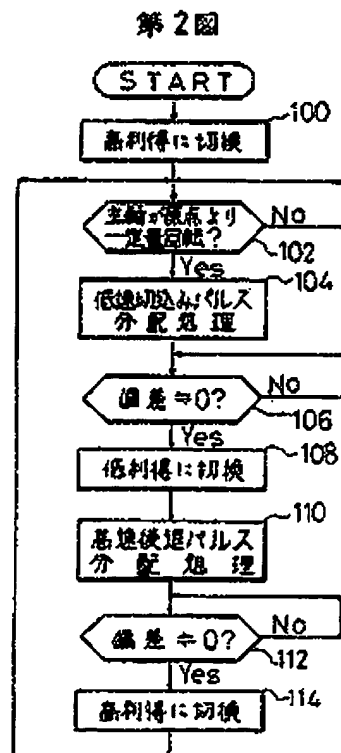 第2図
START
100
高利得に切換
主軸が原点より
一定量回転?
No
102
Yes
104
低速切込みパルス
分配処理
偏差≒0?
No
106
Yes
108
低利得に切換
110
高速後退パルス
分配処理
偏差≒0?
No
112
Yes
114
高利得に切換